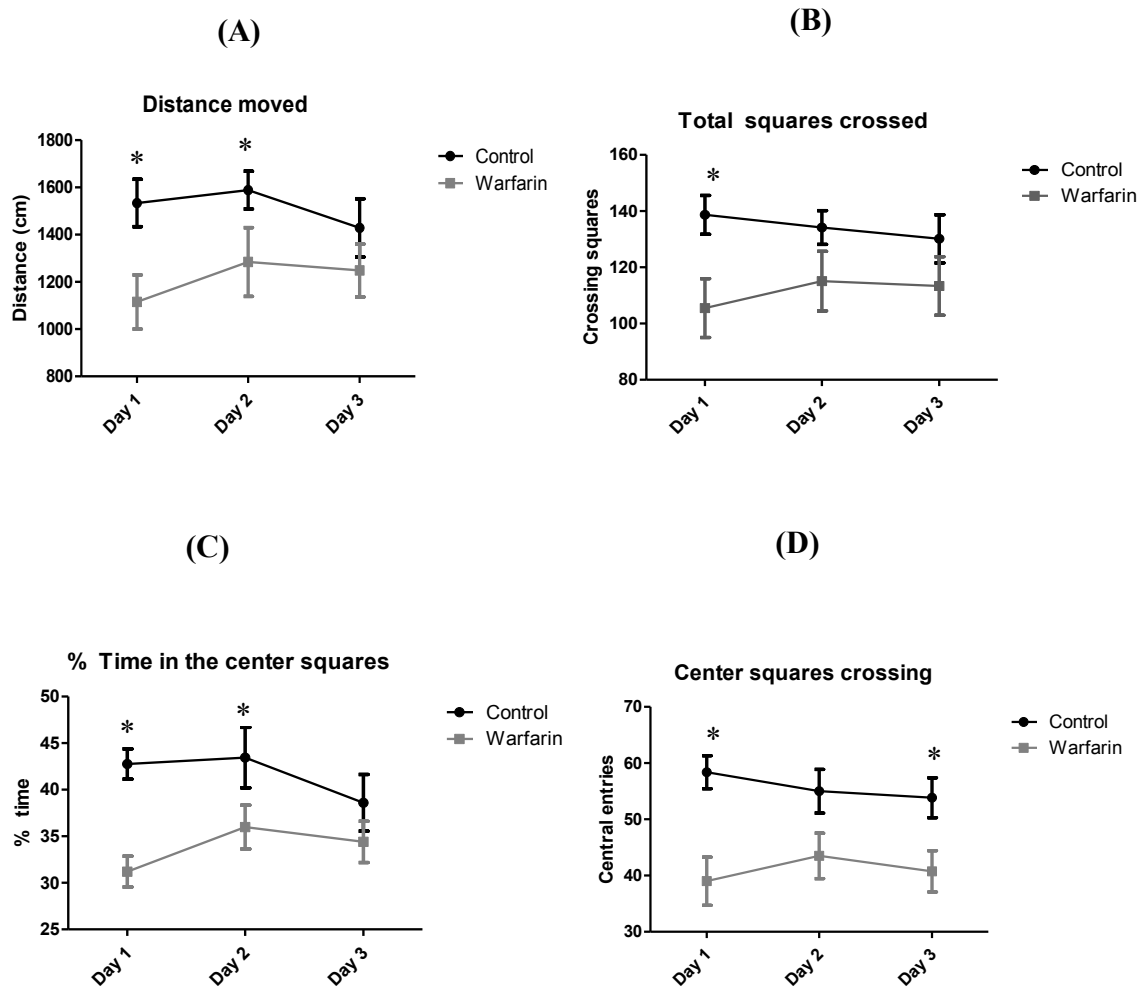 (A)
Distance moved
Distance (cm)
1800
1600
1400
1200
1000
800
*
*
Control
Warfarin
Day 1
Day 2
Day 3
(B)
Total squares crossed
Crossing squares
160
140
120
100
80
*
Control
Warfarin
Day 1
Day 2
Day 3
(C)
% Time in the center squares
% time
50
45
40
35
30
25
*
*
Control
Warfarin
Day 1
Day 2
Day 3
(D)
Center squares crossing
Central entries
70
60
50
40
30
*
*
Control
Warfarin
Day 1
Day 2
Day 3